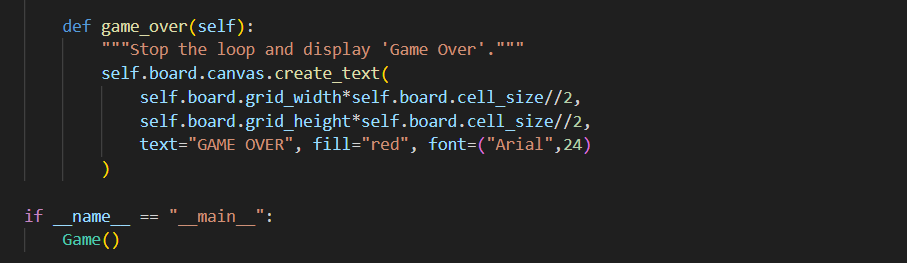 def game_over(self):
"""Stop the loop and display 'Game Over'."""
self.board.canvas.create_text(
self.board.grid_width*self.board.cell_size//2,
self.board.grid_height*self.board.cell_size//2,
text="GAME OVER", fill="red", font=("Arial",24)
)
if __name__ == "__main__":
Game()